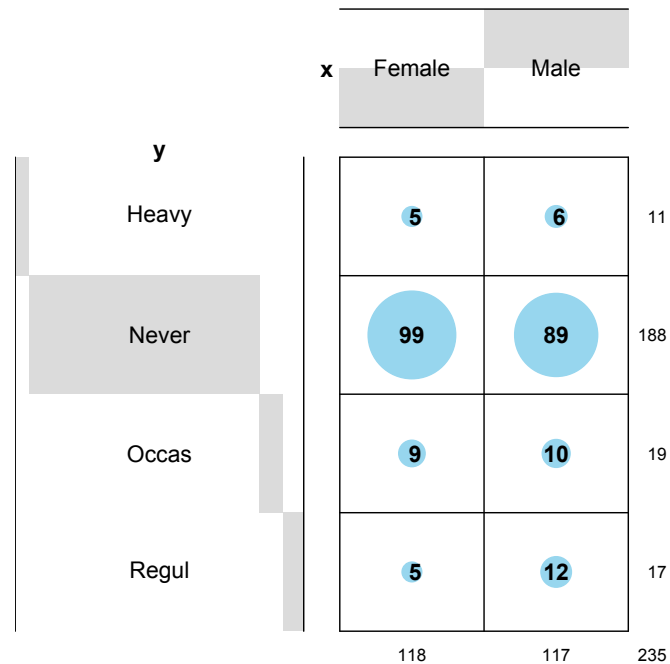 x Female Male
y
Heavy 5 6 11
Never 99 89 188
Occas 9 10 19
Regul 5 12 17
118 117 235